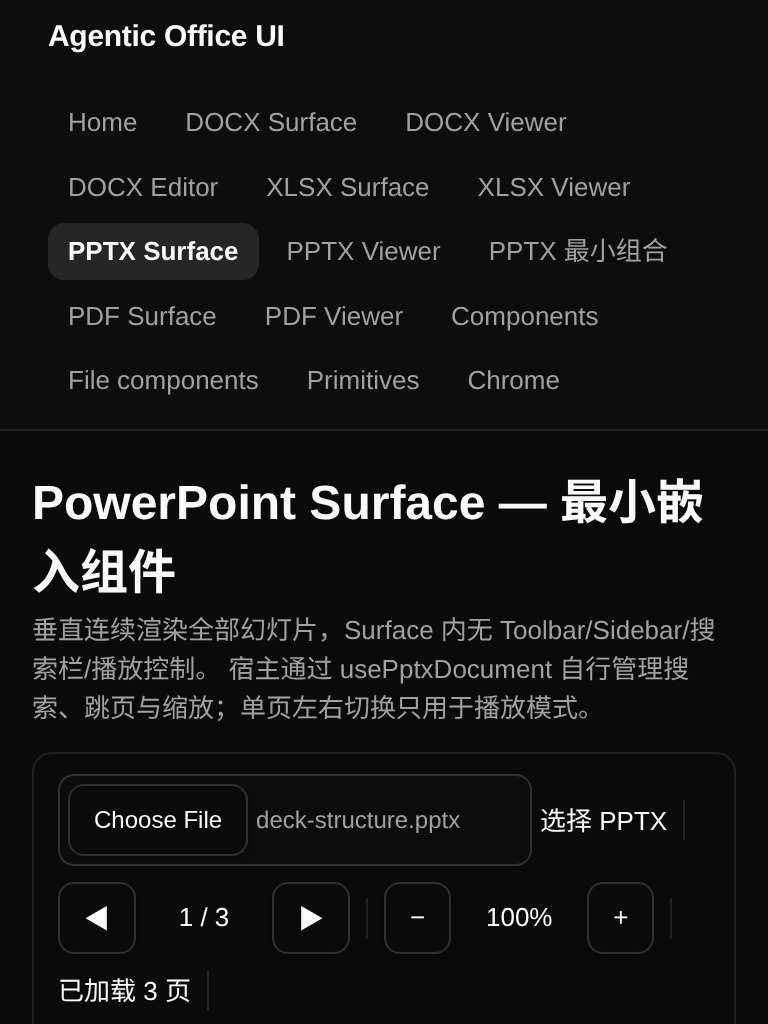 Agentic Office UI
Home DOCX Surface DOCX Viewer
DOCX Editor XLSX Surface XLSX Viewer
PPTX Surface PPTX Viewer PPTX 最小组合
PDF Surface PDF Viewer Components
File components Primitives Chrome
PowerPoint Surface — 最小嵌
入组件
垂直连续渲染全部幻灯片，Surface 内无 Toolbar/Sidebar/搜
索栏/播放控制。 宿主通过 usePptxDocument 自行管理搜
索、跳页与缩放；单页左右切换只用于播放模式。
Choose File deck-structure.pptx 选择 PPTX
◀ 1 / 3 ▶ − 100% +
已加载 3 页